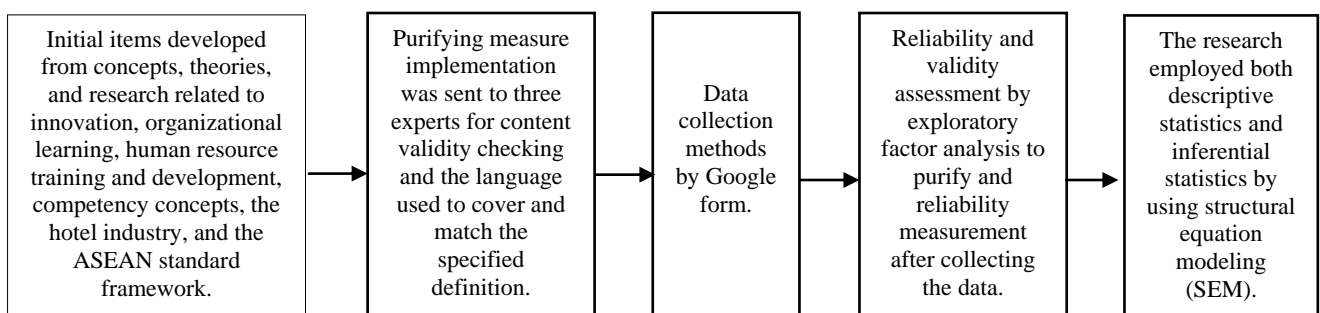 Initial items developed
from concepts, theories,
and research related to
innovation, organizational
learning, human resource
training and development,
competency concepts, the
hotel industry, and the
ASEAN standard
framework.
Purifying measure
implementation
was sent to three
experts for content
validity checking
and the language
used to cover and
match the
specified
definition.
Data
collection
methods
by Google
form.
Reliability and
validity
assessment by
exploratory
factor analysis to
purify and
reliability
measurement
after collecting
the data.
The research
employed both
descriptive
statistics and
inferential
statistics by
using structural
equation
modeling
(SEM).